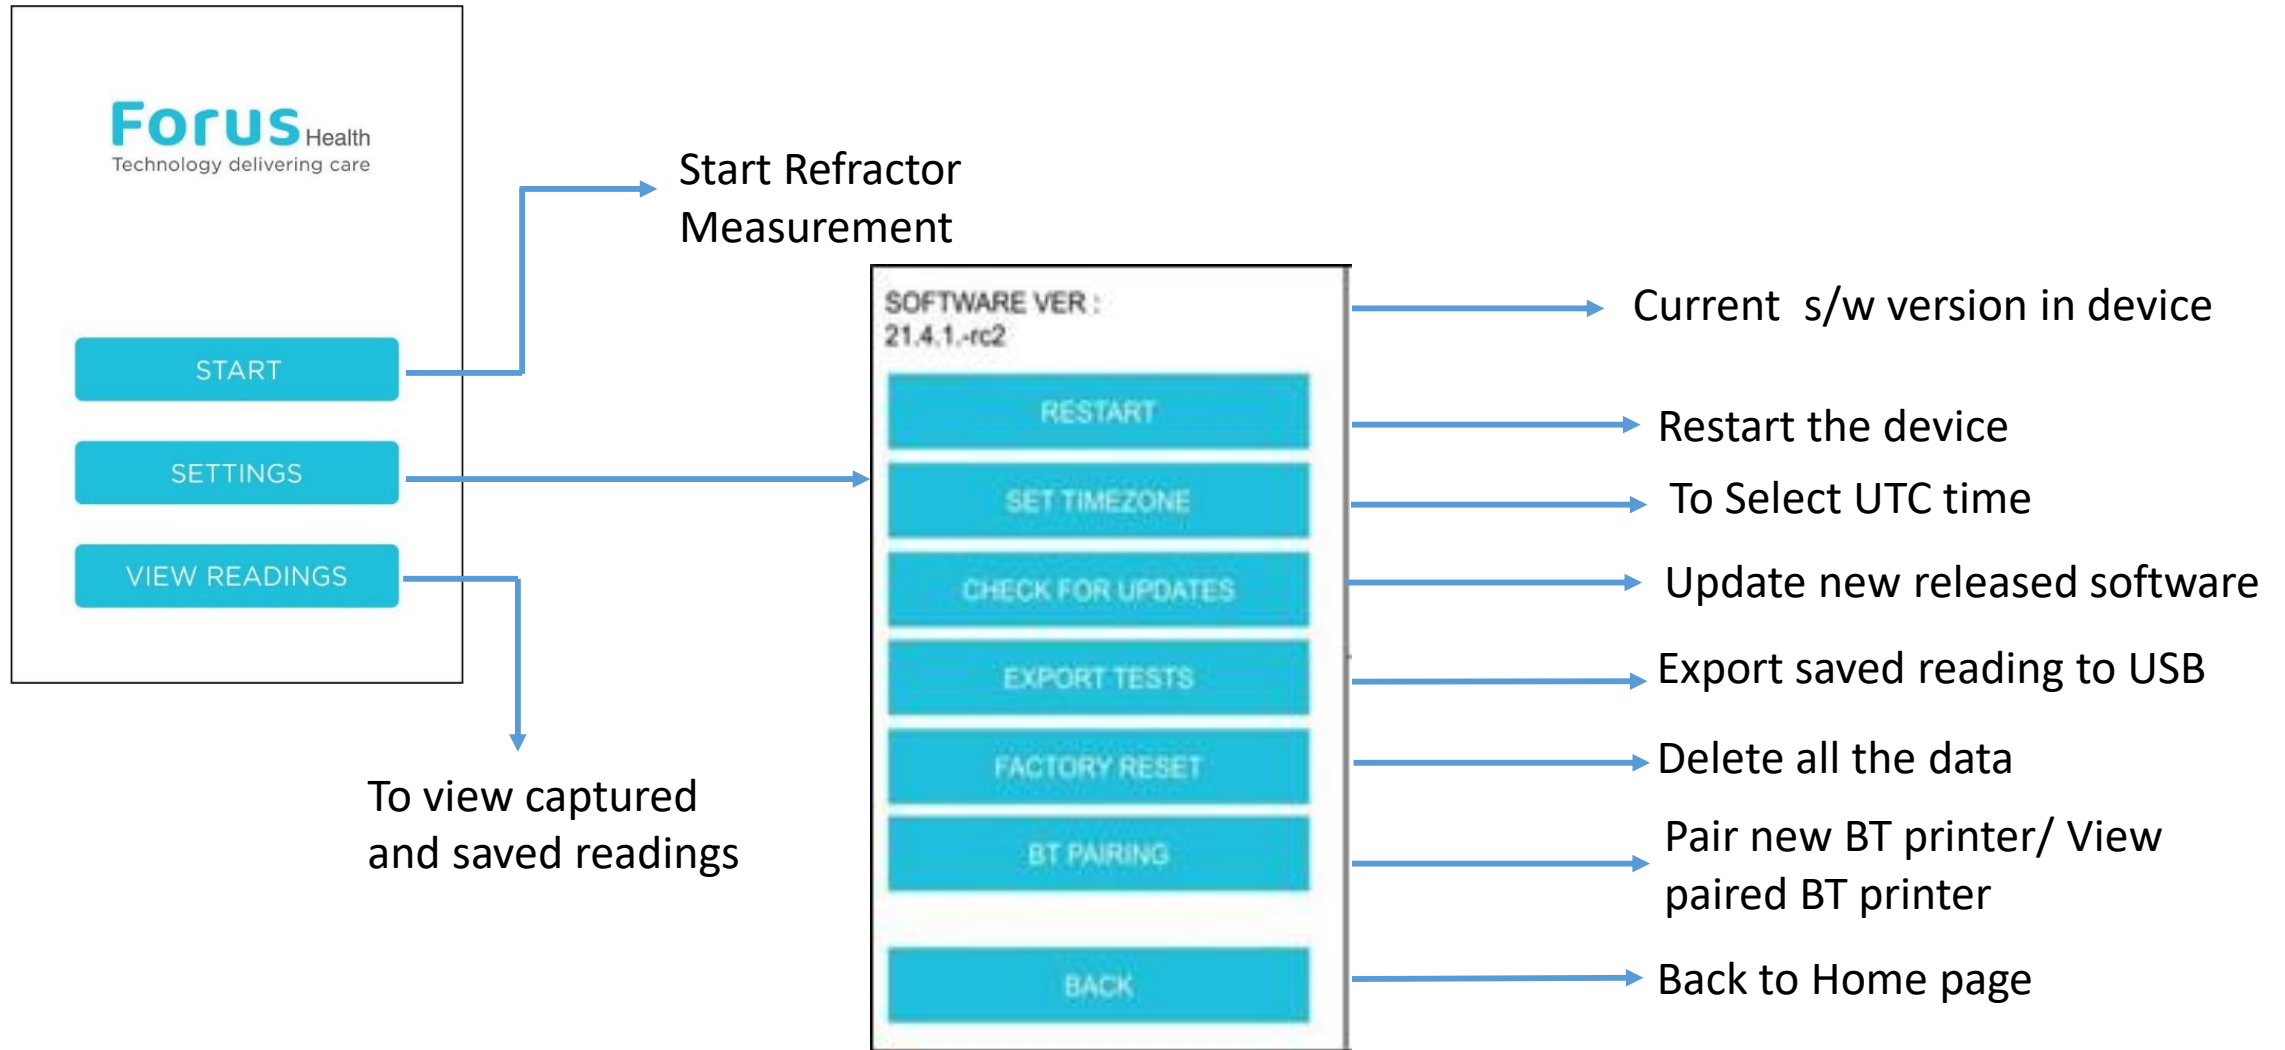 Forus Health
Technology delivering care
START
SETTINGS
VIEW READINGS
Start Refractor
Measurement
To view captured
and saved readings
SOFTWARE VER :
21.4.1.-rc2
RESTART
SET TIMEZONE
CHECK FOR UPDATES
EXPORT TESTS
FACTORY RESET
BT PAIRING
BACK
Current  s/w version in device
Restart the device
To Select UTC time
Update new released software
Export saved reading to USB
Delete all the data
Pair new BT printer/ View
paired BT printer
Back to Home page